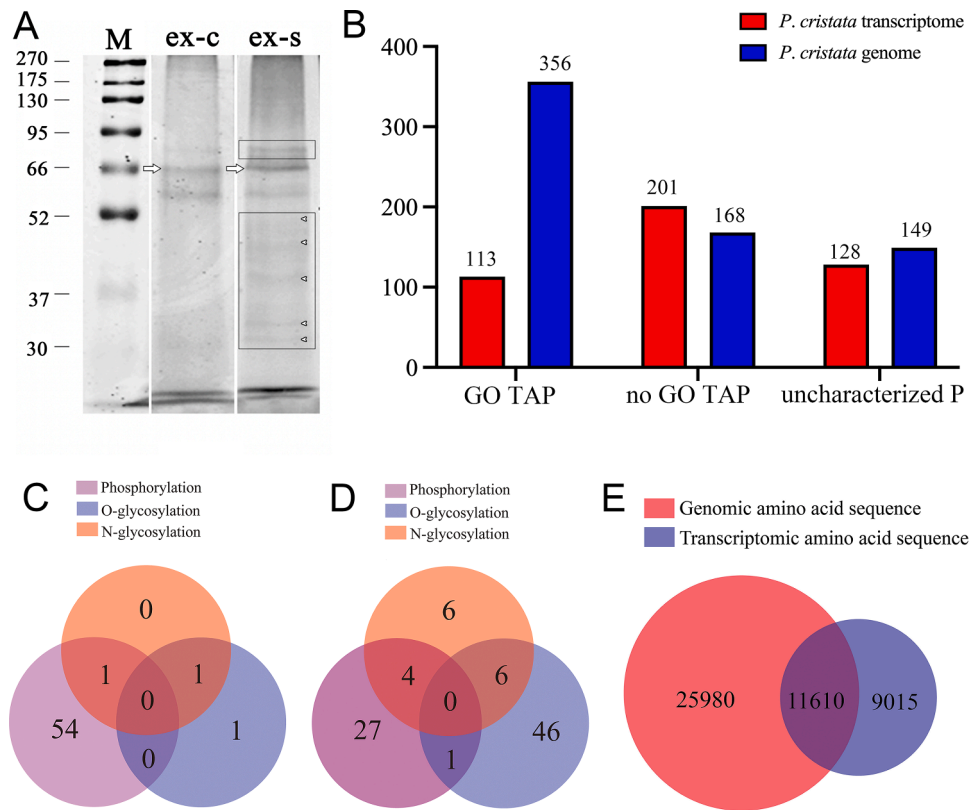 A
M ex-c ex-s
270
175
130
95
66
52
37
30
B
P. cristata transcriptome
P. cristata genome
400
300
200
100
0
113
356
201
168
128
149
GO TAP
no GO TAP
uncharacterized P
C
Phosphorylation
O-glycosylation
N-glycosylation
0
1
1
0
54
1
0
D
Phosphorylation
O-glycosylation
N-glycosylation
6
4
6
0
27
46
1
E
Genomic amino acid sequence
Transcriptomic amino acid sequence
25980
11610
9015